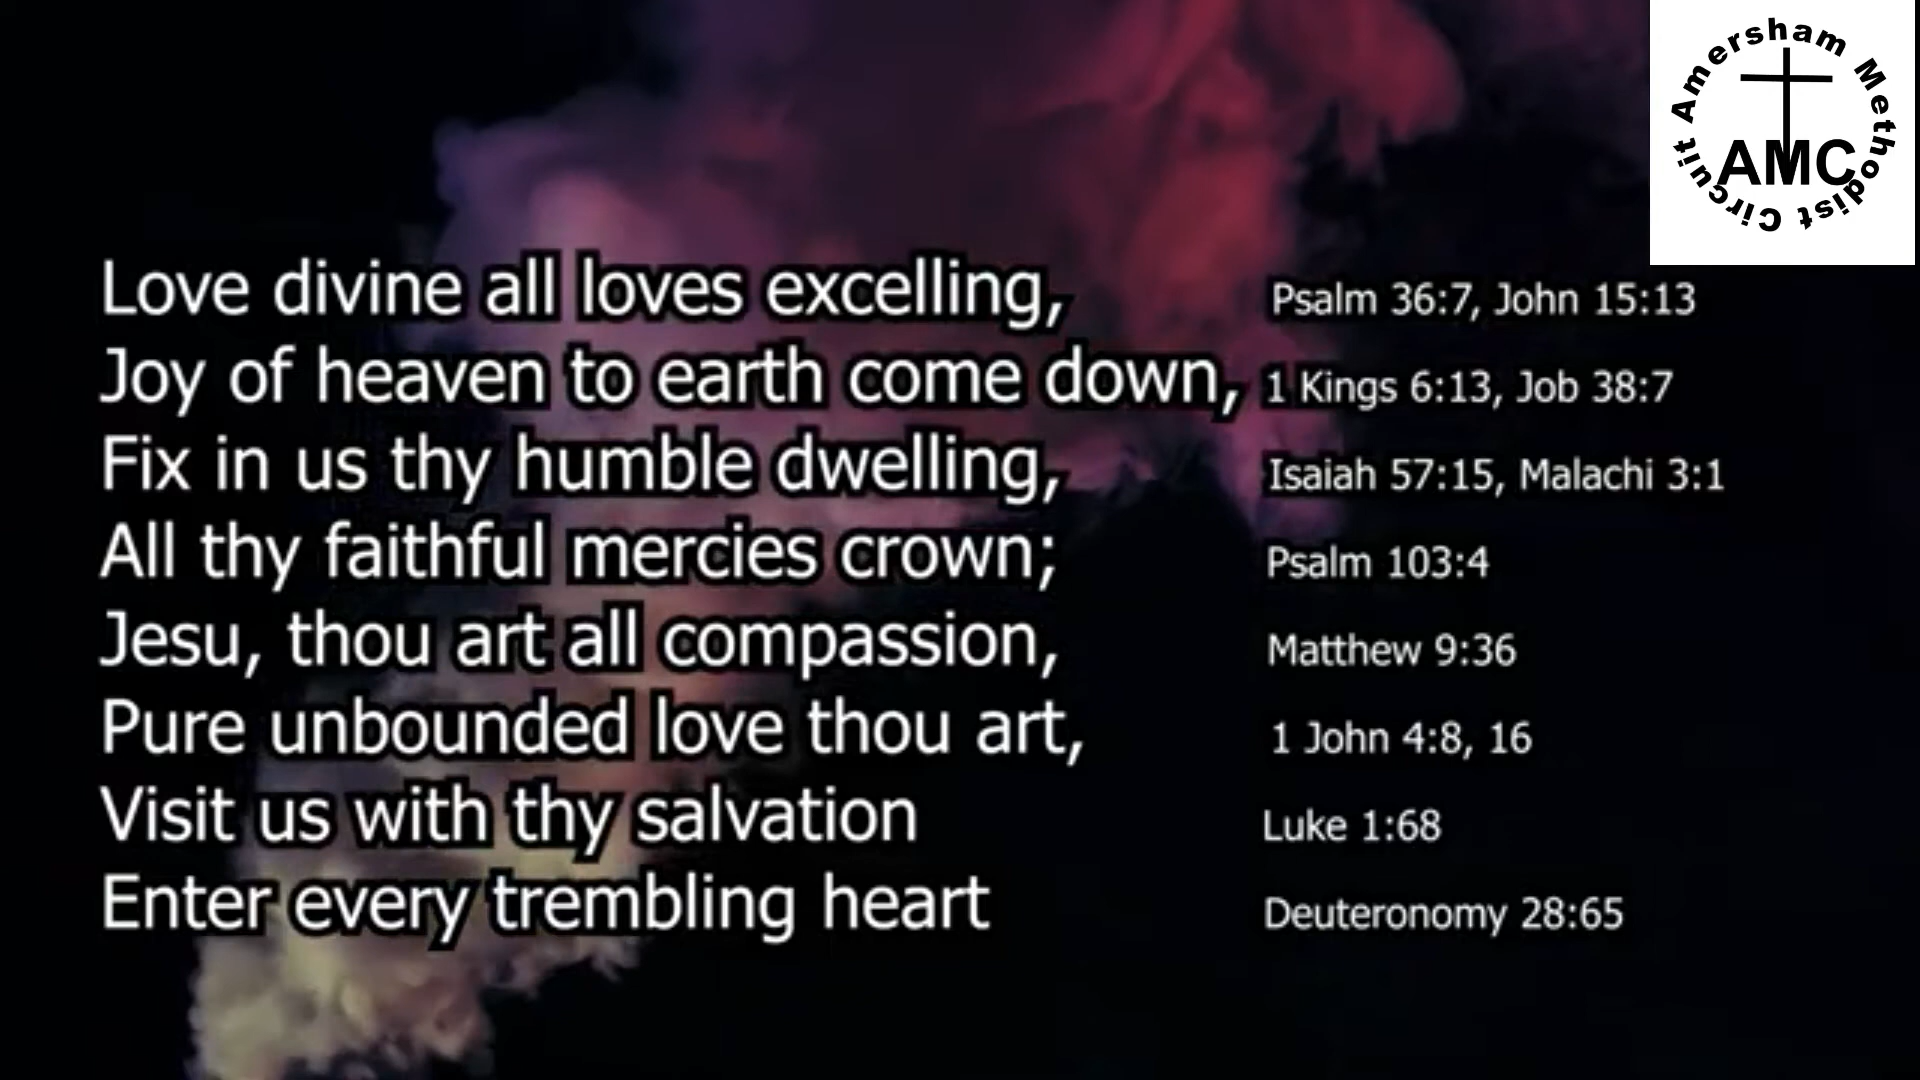 Amersham Methodist Circuit
AMC
Love divine all loves excelling, Psalm 36:7, John 15:13
Joy of heaven to earth come down, 1 Kings 6:13, Job 38:7
Fix in us thy humble dwelling, Isaiah 57:15, Malachi 3:1
All thy faithful mercies crown; Psalm 103:4
Jesu, thou art all compassion, Matthew 9:36
Pure unbounded love thou art, 1 John 4:8, 16
Visit us with thy salvation Luke 1:68
Enter every trembling heart Deuteronomy 28:65